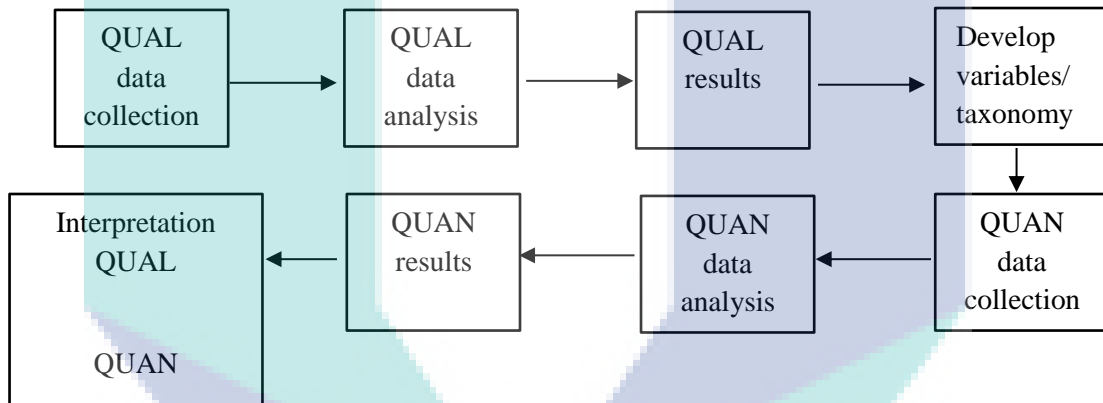 QUAL
data
collection
QUAL
data
analysis
QUAL
results
Develop
variables/
taxonomy
QUAN
data
collection
QUAN
data
analysis
QUAN
results
Interpretation
QUAL
QUAN